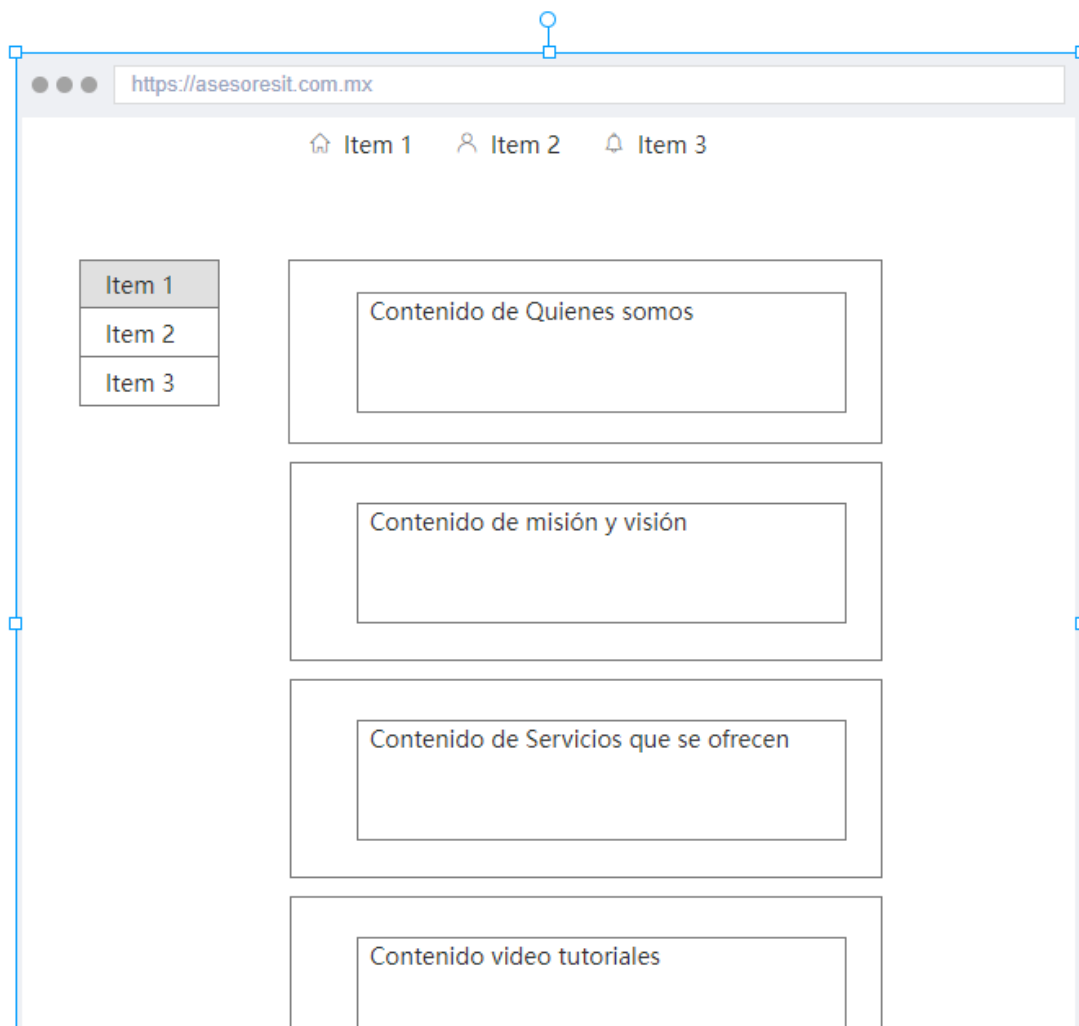 https://asesoresit.com.mx
Item 1 Item 2 Item 3
Item 1
Item 2
Item 3
Contenido de Quienes somos
Contenido de misión y visión
Contenido de Servicios que se ofrecen
Contenido video tutoriales